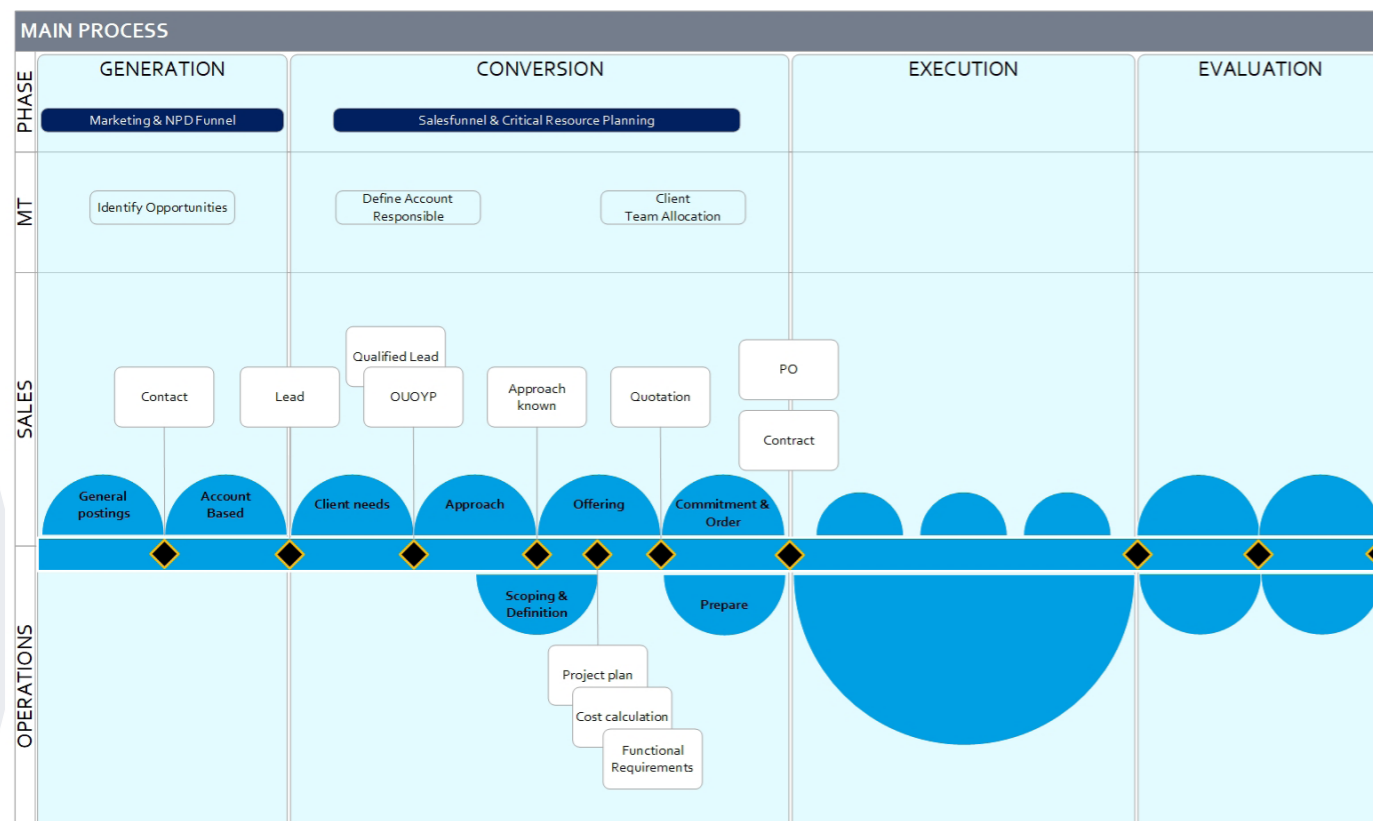 MAIN PROCESS
PHASE
GENERATION
CONVERSION
EXECUTION
EVALUATION
Marketing & NPD Funnel
Salesfunnel & Critical Resource Planning
MT
Identify Opportunities
Define Account
Responsible
Client
Team Allocation
SALES
Qualified Lead
Contact
Lead
OUOYP
Approach
known
Quotation
PO
Contract
General
postings
Account
Based
Client needs
Approach
Offering
Commitment &
Order
OPERATIONS
Scoping &
Definition
Prepare
Project plan
Cost calculation
Functional
Requirements